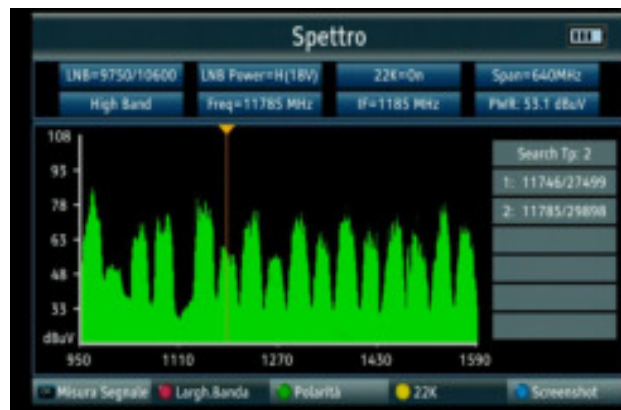 Spettro
LNB=9750/10600 LNB Power=H(18V) 22K=On Span=640MHz
High Band Freq=11785 MHz IF=1185 MHz PWR: 53.1 dBuV
108
93
78
63
48
33
dBuV
950 1110 1270 1430 1590
Search Tp: 2
1: 11746/27499
2: 11785/29898
Misura Segnale Largh.Banda Polarità 22K Screenshot